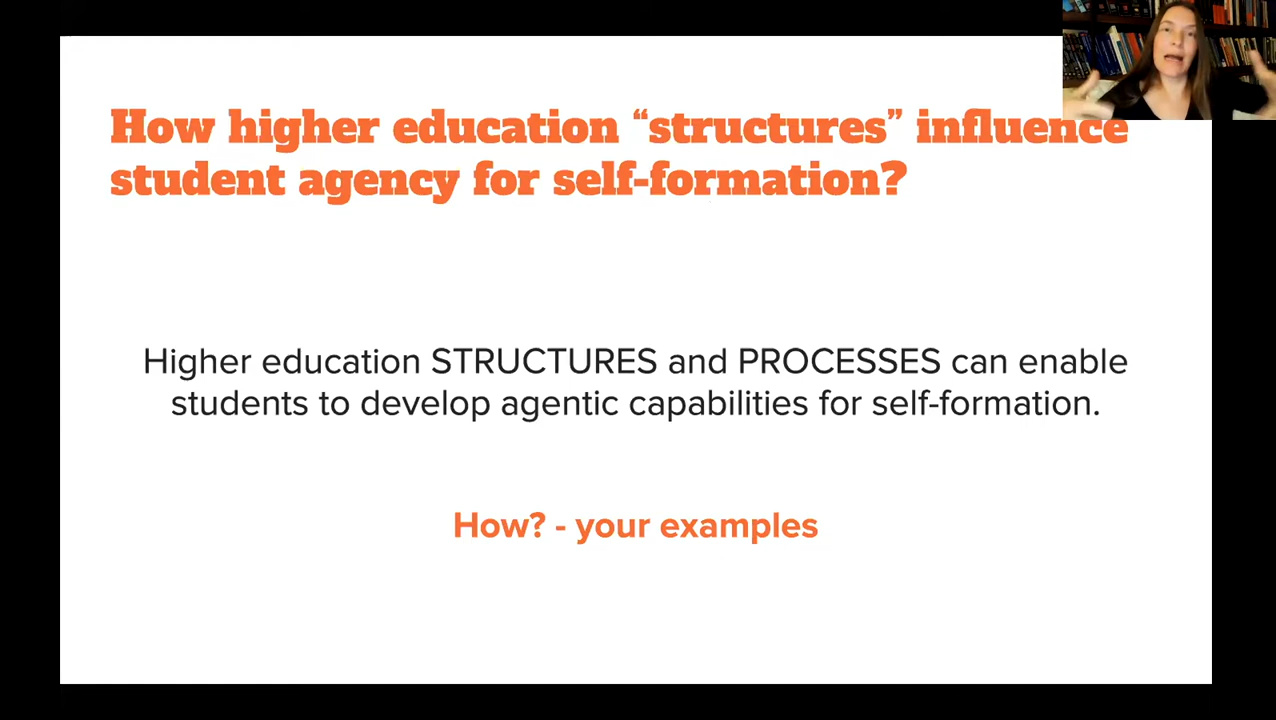 How higher education “structures” influence
student agency for self-formation?
Higher education STRUCTURES and PROCESSES can enable
students to develop agentic capabilities for self-formation.
How? - your examples